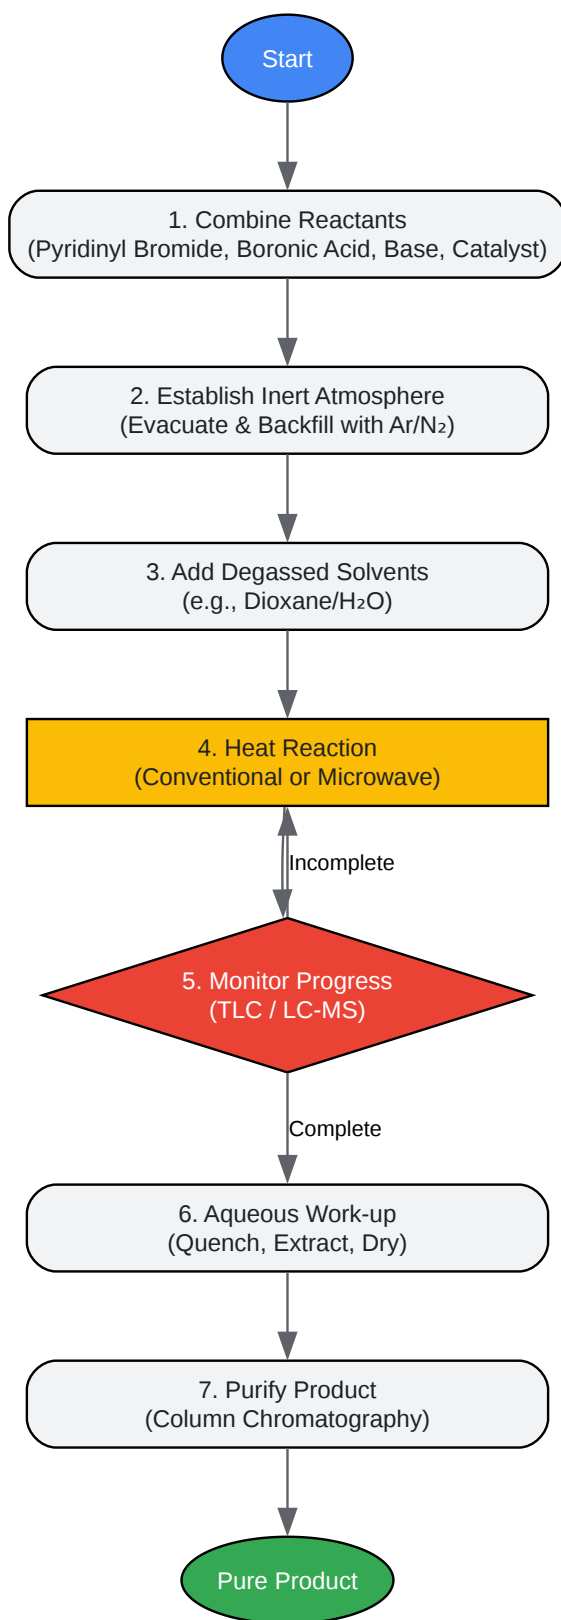 Start
1. Combine Reactants
(Pyridinyl Bromide, Boronic Acid, Base, Catalyst)
2. Establish Inert Atmosphere
(Evacuate & Backfill with Ar/N₂)
3. Add Degassed Solvents
(e.g., Dioxane/H₂O)
4. Heat Reaction
(Conventional or Microwave)
Incomplete
5. Monitor Progress
(TLC / LC-MS)
Complete
6. Aqueous Work-up
(Quench, Extract, Dry)
7. Purify Product
(Column Chromatography)
Pure Product